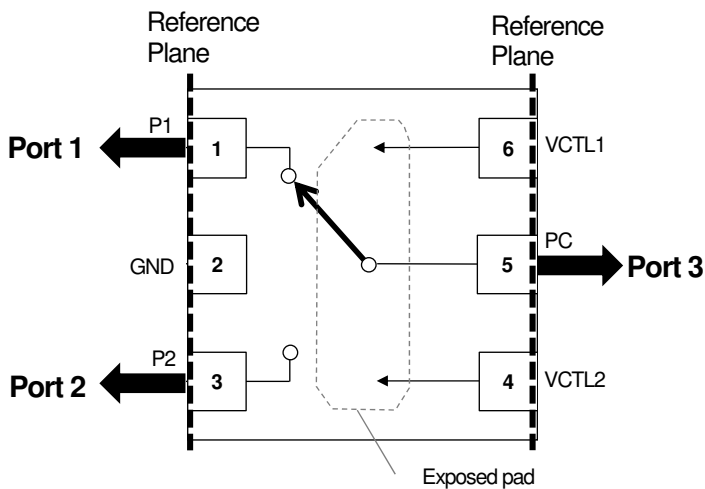 Reference
Plane
Reference
Plane
P1
Port 1
1
6
VCTL1
GND
2
5
PC
Port 3
P2
Port 2
3
4
VCTL2
Exposed pad